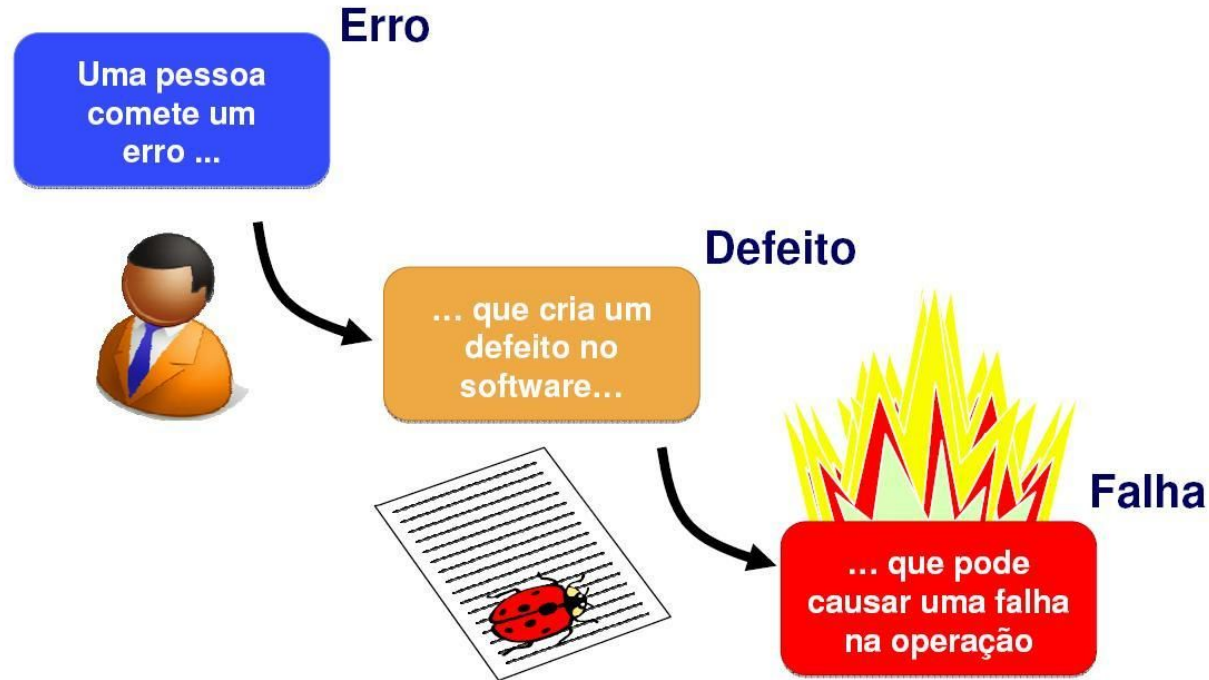 Erro
Uma pessoa
comete um
erro ...
Defeito
... que cria um
defeito no
software...
Falha
... que pode
causar uma falha
na operação